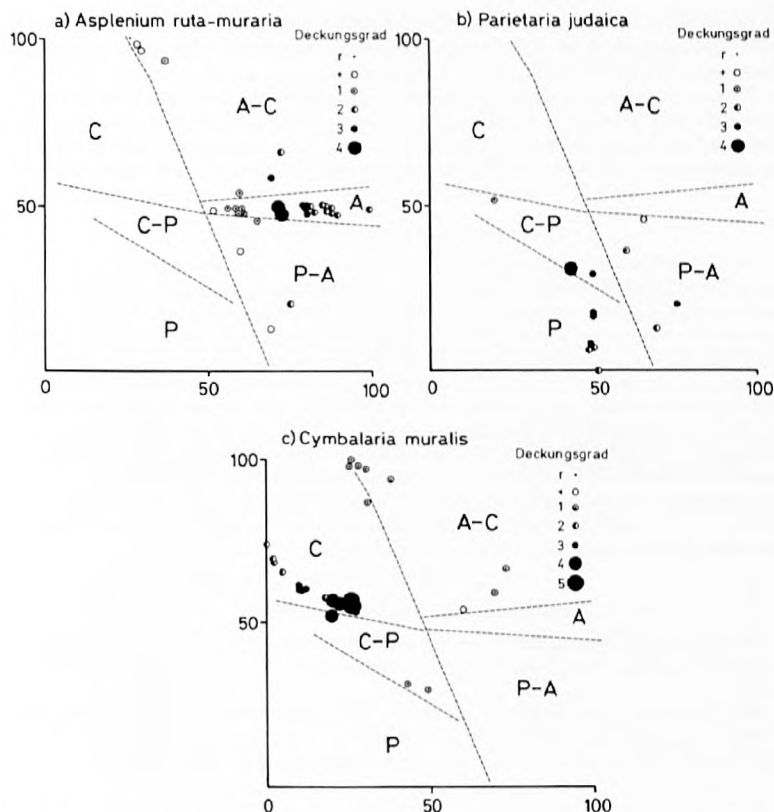 a) Asplenium ruta-muraria
Deckungsgrad
r
+
1
2
3
4
100
50
0
50
100
C
A-C
A
C-P
P-A
P
b) Parietaria judaica
Deckungsgrad
r
+
1
2
3
4
100
50
0
50
100
C
A-C
A
C-P
P-A
P
c) Cymbalaria muralis
Deckungsgrad
r
+
1
2
3
4
5
100
50
0
50
100
C
A-C
A
C-P
P-A
P